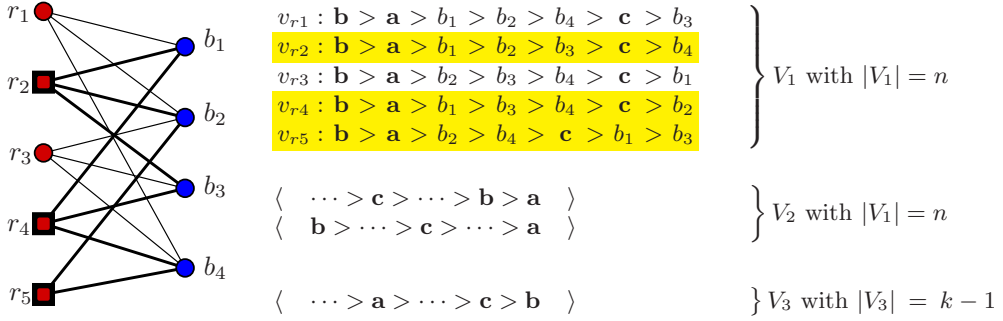 r1
b1
r2
b2
r3
b3
r4
b4
r5
vr1 : b > a > b1 > b2 > b4 > c > b3
vr2 : b > a > b1 > b2 > b3 > c > b4
vr3 : b > a > b2 > b3 > b4 > c > b1
vr4 : b > a > b1 > b3 > b4 > c > b2
vr5 : b > a > b2 > b4 > c > b1 > b3
} V1 with |V1| = n
⟨ ··· > c > ··· > b > a ⟩
⟨ b > ··· > c > ··· > a ⟩
} V2 with |V1| = n
⟨ ··· > a > ··· > c > b ⟩
} V3 with |V3| = k − 1